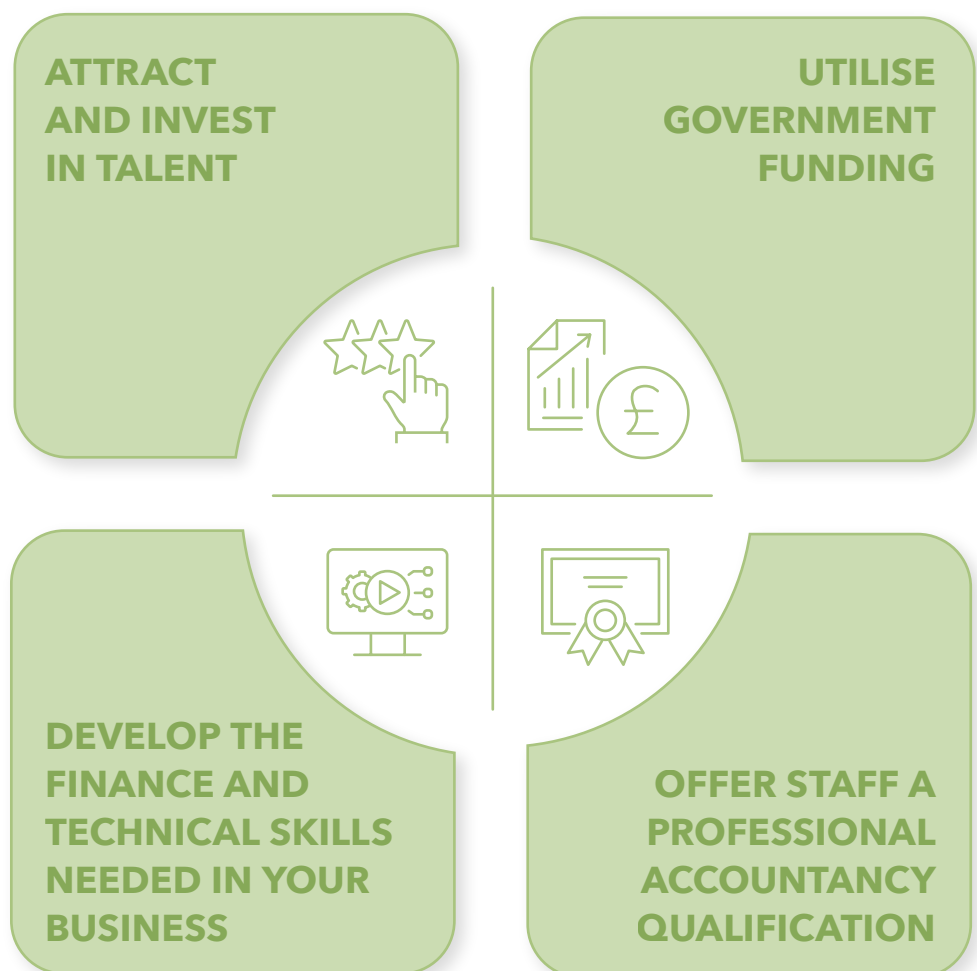 ATTRACT
AND INVEST
IN TALENT
UTILISE
GOVERNMENT
FUNDING
£
DEVELOP THE
FINANCE AND
TECHNICAL SKILLS
NEEDED IN YOUR
BUSINESS
OFFER STAFF A
PROFESSIONAL
ACCOUNTANCY
QUALIFICATION